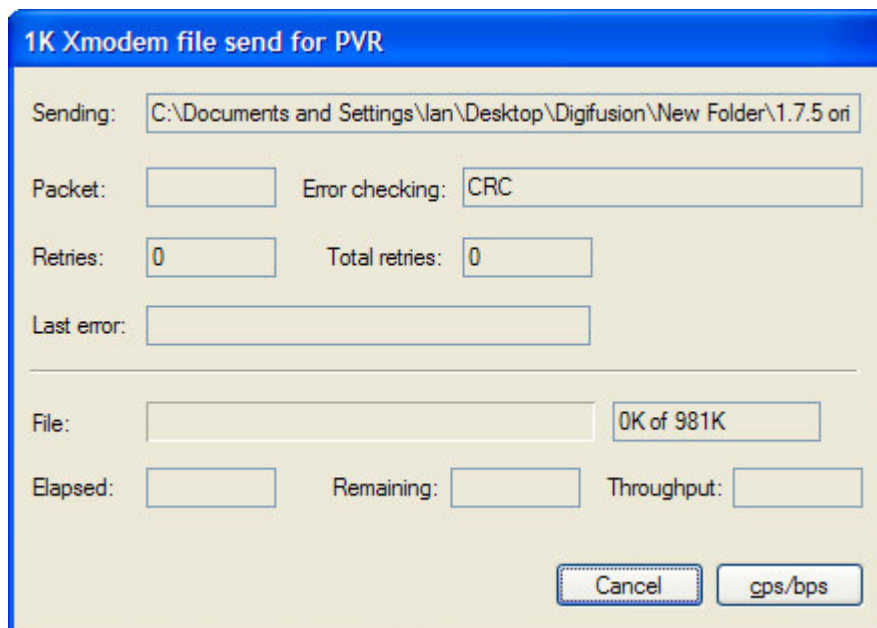 1K Xmodem file send for PVR
Sending: C:\Documents and Settings\Ian\Desktop\Digifusion\New Folder\1.7.5 ori
Packet: Error checking: CRC
Retries: 0 Total retries: 0
Last error:
File: 0K of 981K
Elapsed: Remaining: Throughput:
Cancel cps/bps